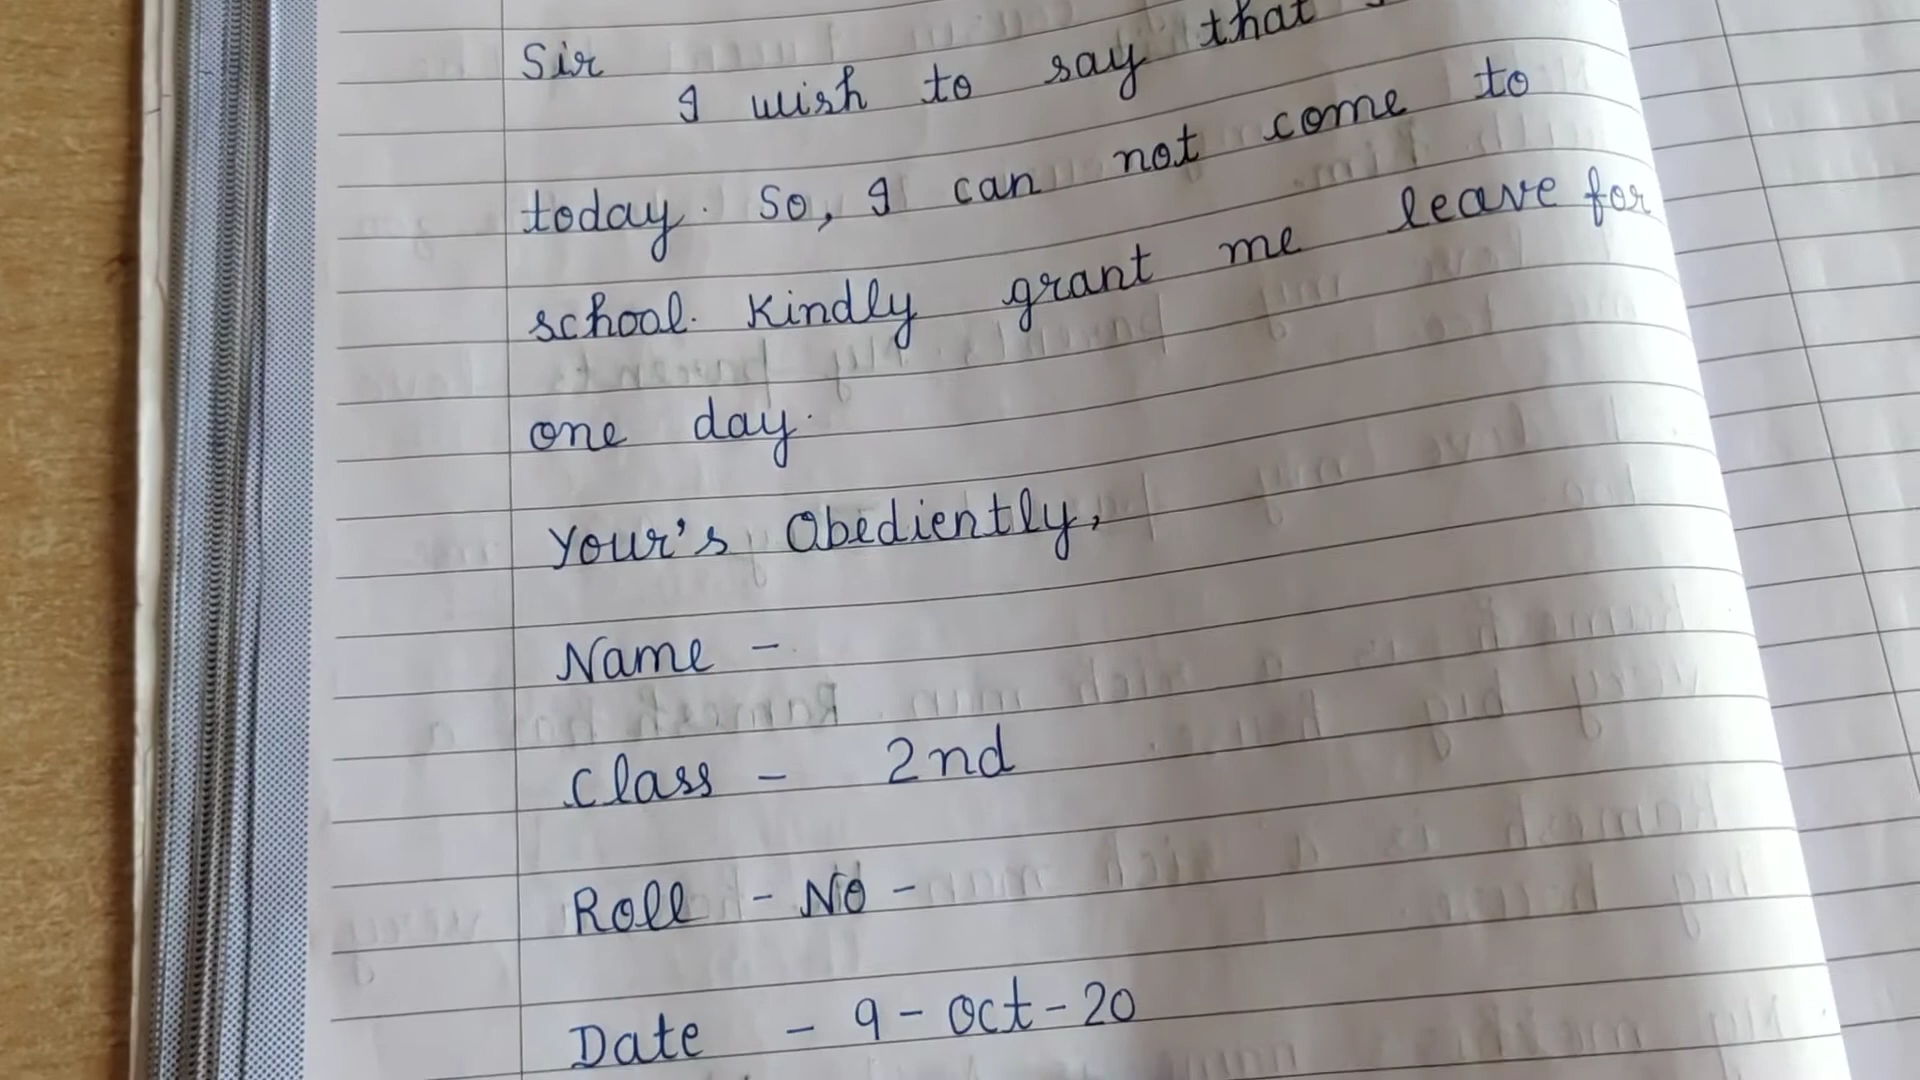 Sir
I wish to say that
today. So, I can not come to
school. Kindly grant me leave for
one day.
Your's Obediently,
Name -
Class - 2nd
Roll - No -
Date - 9 - Oct - 20